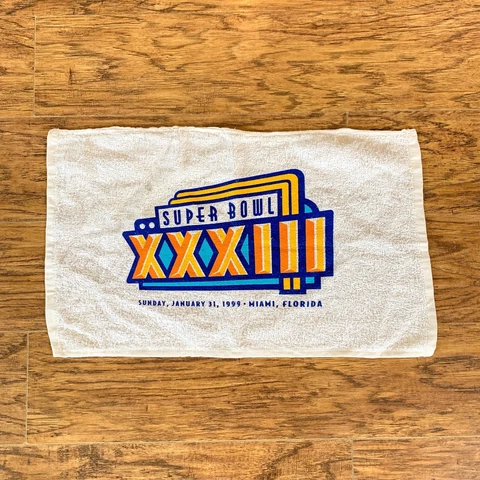 SUPER BOWL
XXXIII
SUNDAY, JANUARY 31, 1999 • MIAMI, FLORIDA